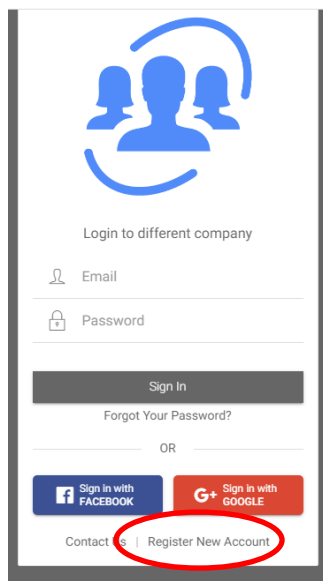 Login to different company
Email
Password
Sign In
Forgot Your Password?
OR
f Sign in with
FACEBOOK
G+ Sign in with
GOOGLE
Contact Us | Register New Account